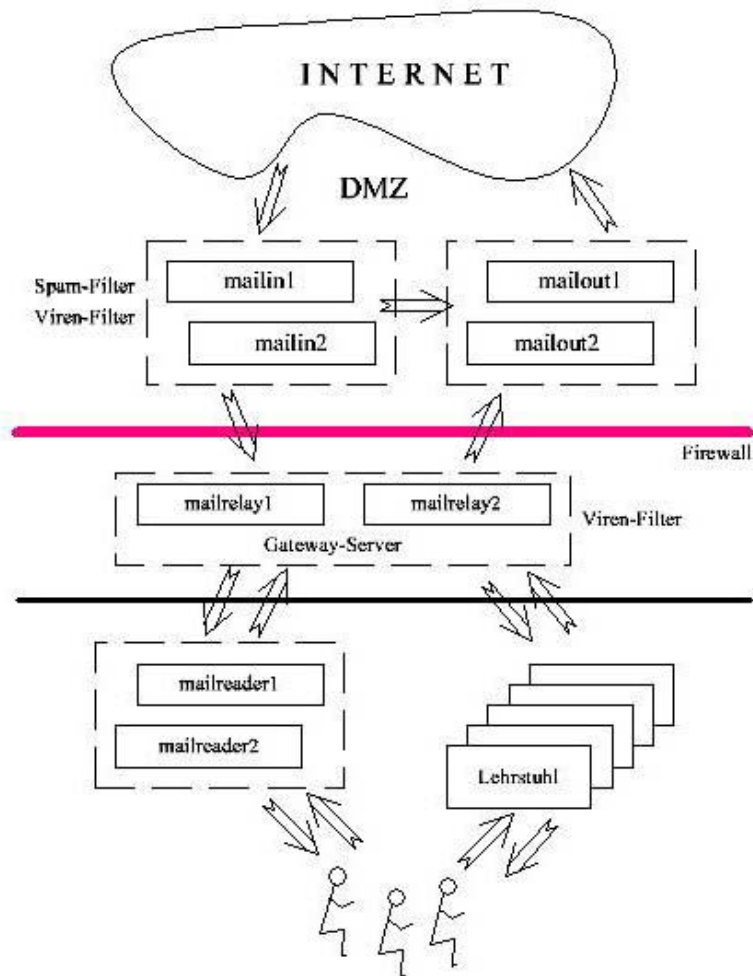 INTERNET
DMZ
Spam-Filter
Viren-Filter
mailin1
mailin2
mailout1
mailout2
Firewall
mailrelay1
mailrelay2
Gateway-Server
Viren-Filter
mailreader1
mailreader2
Lehrstuhl